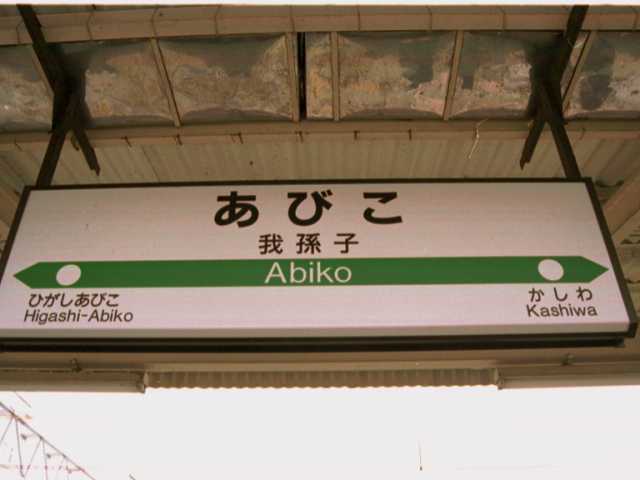 あびこ
我孫子
Abiko
ひがしあびこ
Higashi-Abiko
かしわ
Kashiwa